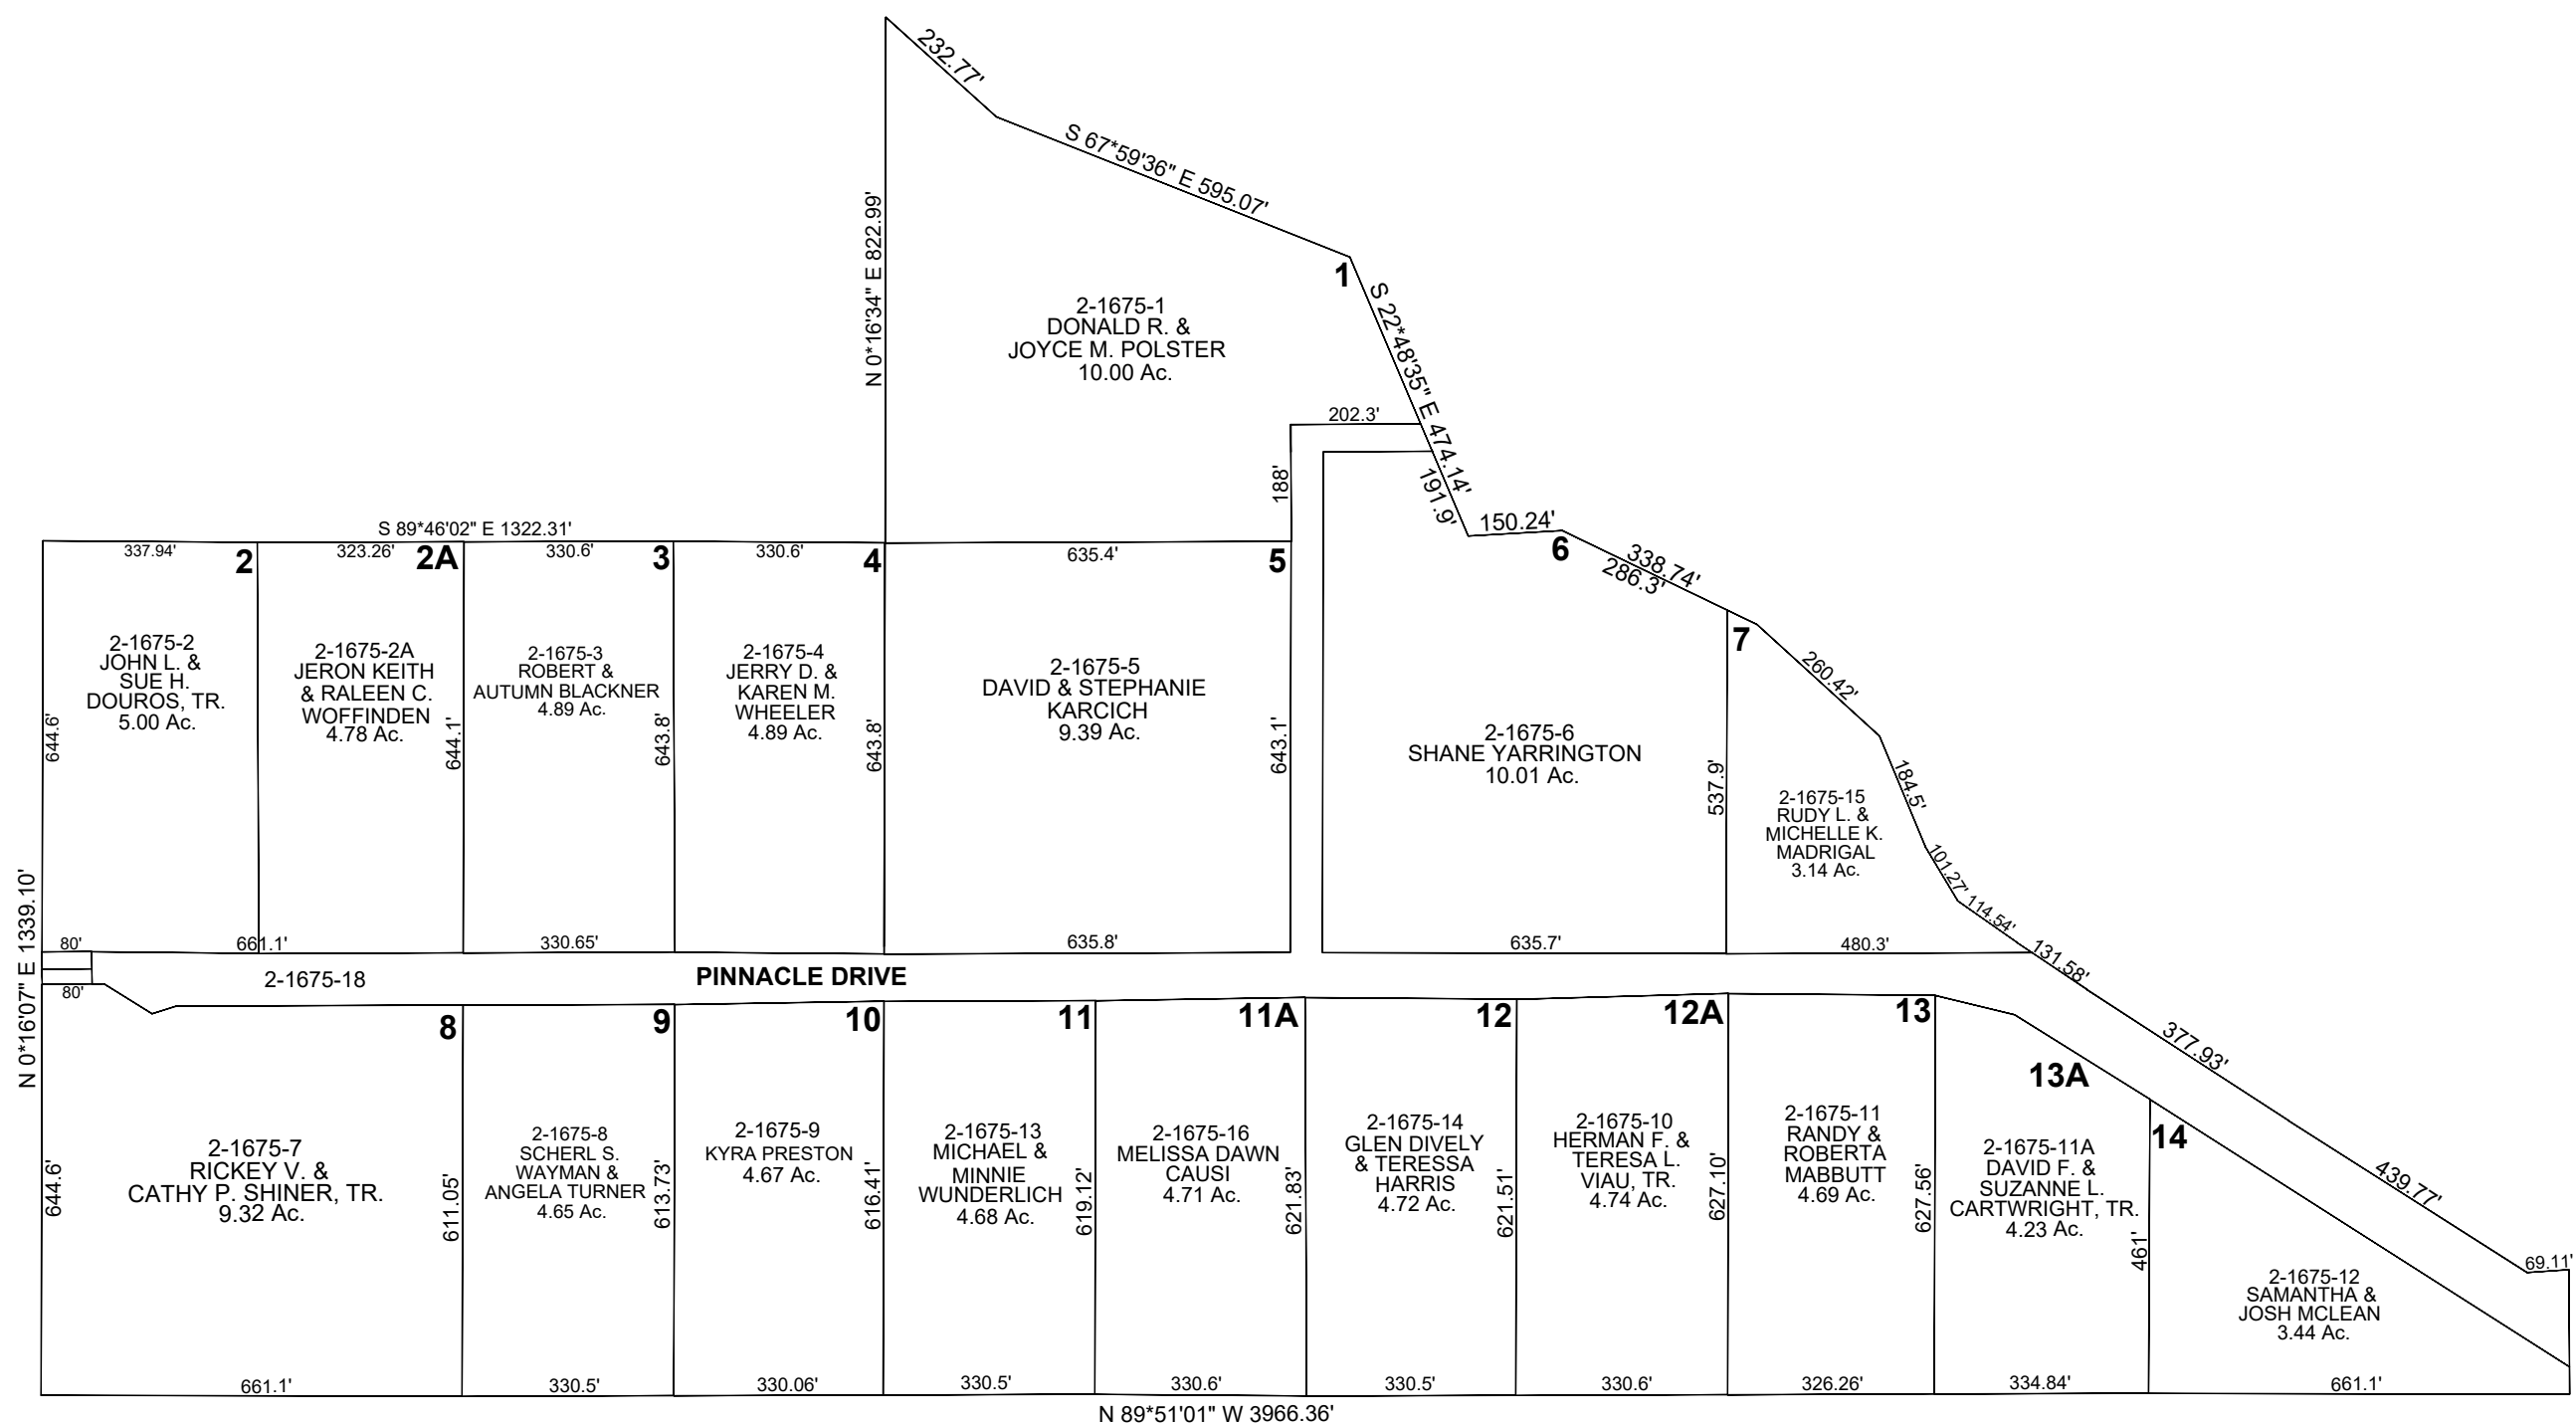 232.77'
S 67*59'36" E 595.07'
N 0*16'34" E 822.99'
1
S 22*48'35" E 474.14'
2-1675-1
DONALD R. &
JOYCE M. POLSTER
10.00 Ac.
202.3'
188'
191.9'
150.24'
6
338.74'
286.3'
7
260.42'
184.5'
101.27'
114.54'
131.58'
377.93'
439.77'
69.11'
S 89*46'02" E 1322.31'
337.94'
2
323.26'
2A
330.6'
3
330.6'
4
635.4'
5
2-1675-2
JOHN L. &
SUE H.
DOUROS, TR.
5.00 Ac.
644.6'
2-1675-2A
JERON KEITH
& RALEEN C.
WOFFINDEN
4.78 Ac.
644.1'
2-1675-3
ROBERT &
AUTUMN BLACKNER
4.89 Ac.
643.8'
2-1675-4
JERRY D. &
KAREN M.
WHEELER
4.89 Ac.
643.8'
2-1675-5
DAVID & STEPHANIE
KARCICH
9.39 Ac.
643.1'
2-1675-6
SHANE YARRINGTON
10.01 Ac.
537.9'
2-1675-15
RUDY L. &
MICHELLE K.
MADRIGAL
3.14 Ac.
N 0*16'07" E 1339.10'
80'
661.1'
330.65'
635.8'
635.7'
480.3'
80'
2-1675-18
PINNACLE DRIVE
8
9
10
11
11A
12
12A
13
13A
14
2-1675-7
RICKEY V. &
CATHY P. SHINER, TR.
9.32 Ac.
644.6'
611.05'
2-1675-8
SCHERL S.
WAYMAN &
ANGELA TURNER
4.65 Ac.
613.73'
2-1675-9
KYRA PRESTON
4.67 Ac.
616.41'
2-1675-13
MICHAEL &
MINNIE
WUNDERLICH
4.68 Ac.
619.12'
2-1675-16
MELISSA DAWN
CAUSI
4.71 Ac.
621.83'
2-1675-14
GLEN DIVELY
& TERESSA
HARRIS
4.72 Ac.
621.51'
2-1675-10
HERMAN F. &
TERESA L.
VIAU, TR.
4.74 Ac.
627.10'
2-1675-11
RANDY &
ROBERTA
MABBUTT
4.69 Ac.
627.56'
2-1675-11A
DAVID F. &
SUZANNE L.
CARTWRIGHT, TR.
4.23 Ac.
461'
2-1675-12
SAMANTHA &
JOSH MCLEAN
3.44 Ac.
661.1'
330.5'
330.06'
330.5'
330.6'
330.5'
330.6'
326.26'
334.84'
661.1'
N 89*51'01" W 3966.36'